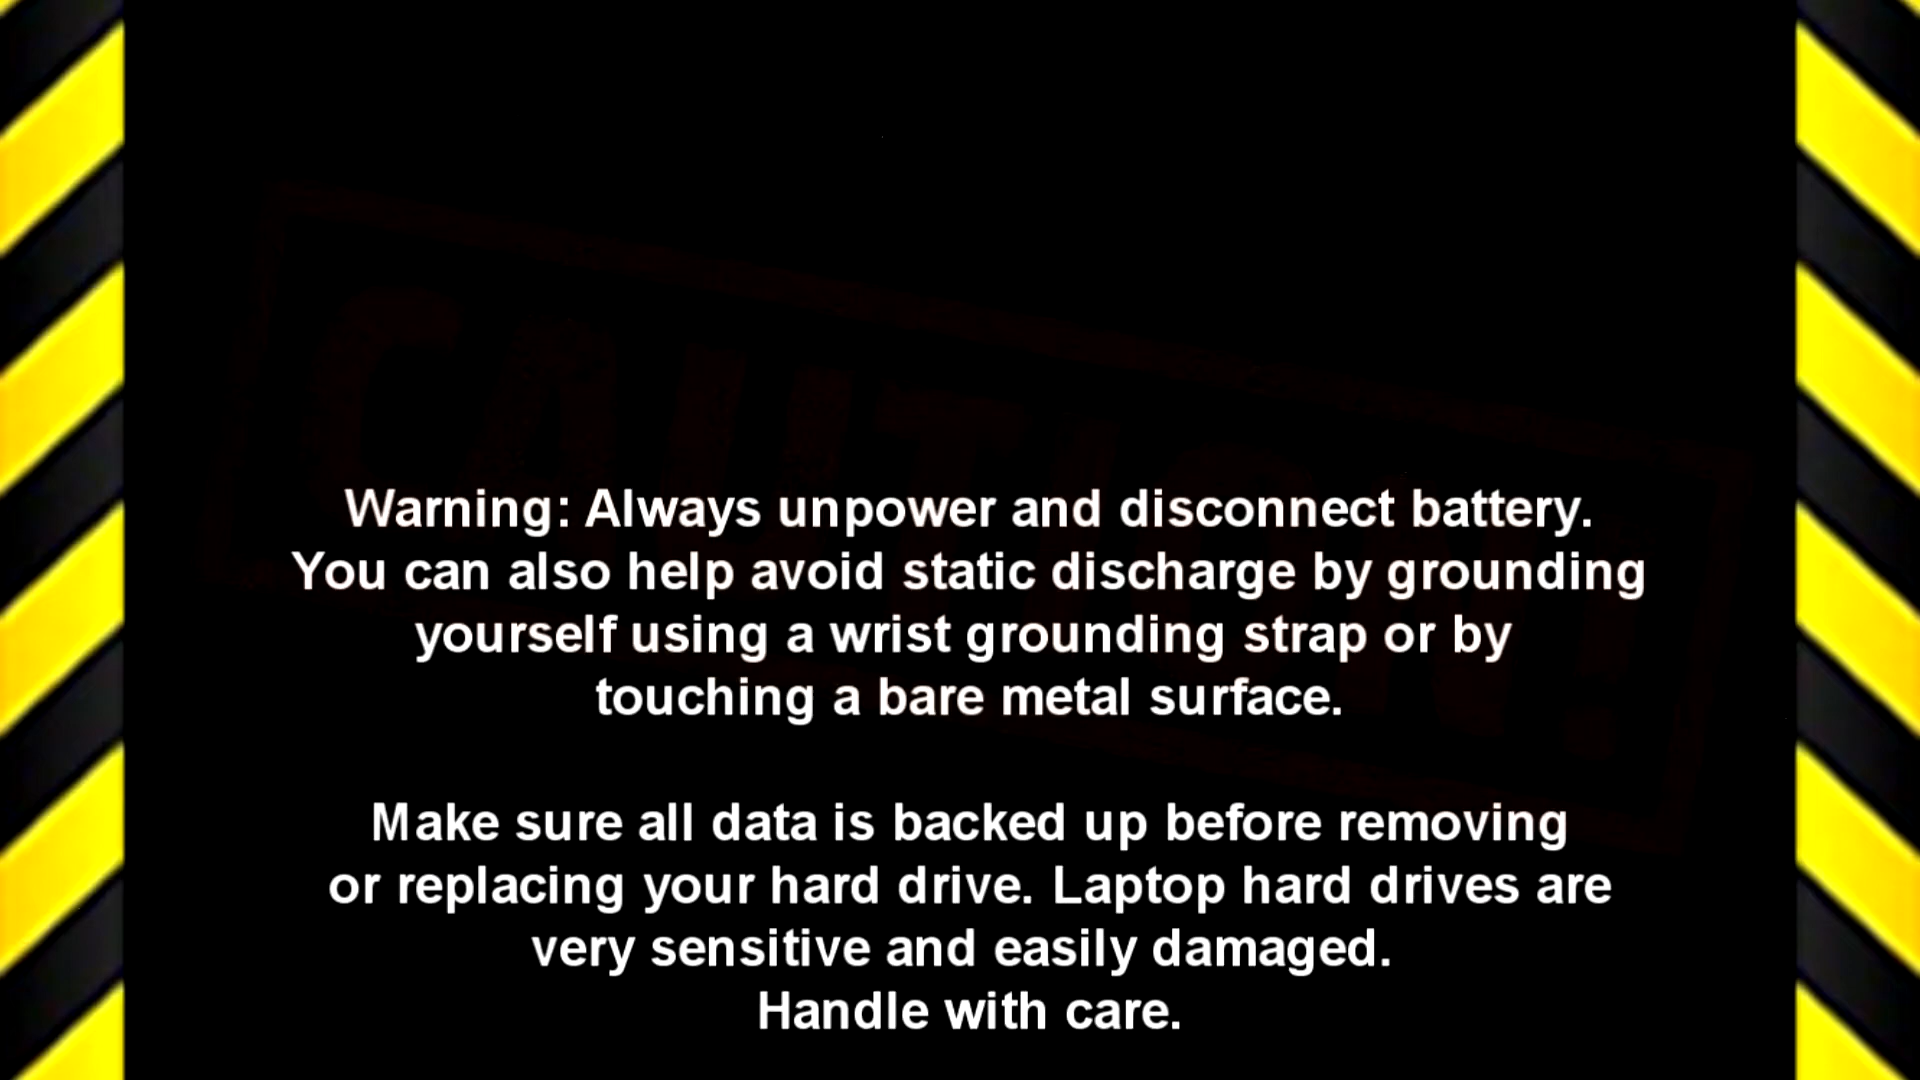 CAUTION!
Warning: Always unpower and disconnect battery.
You can also help avoid static discharge by grounding
yourself using a wrist grounding strap or by
touching a bare metal surface.
Make sure all data is backed up before removing
or replacing your hard drive. Laptop hard drives are
very sensitive and easily damaged.
Handle with care.